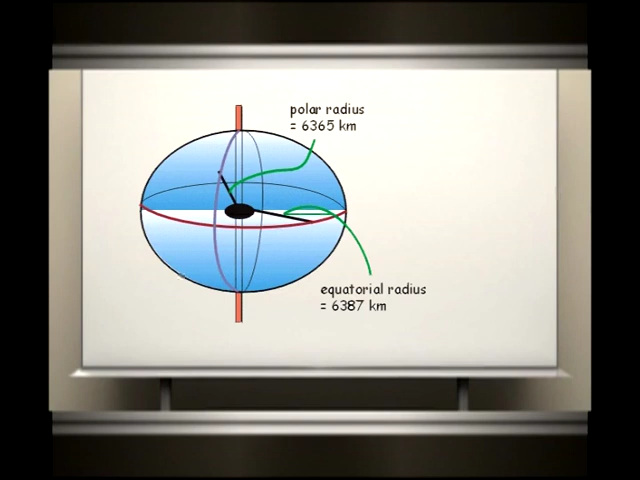 polar radius
= 6365 km
equatorial radius
= 6387 km